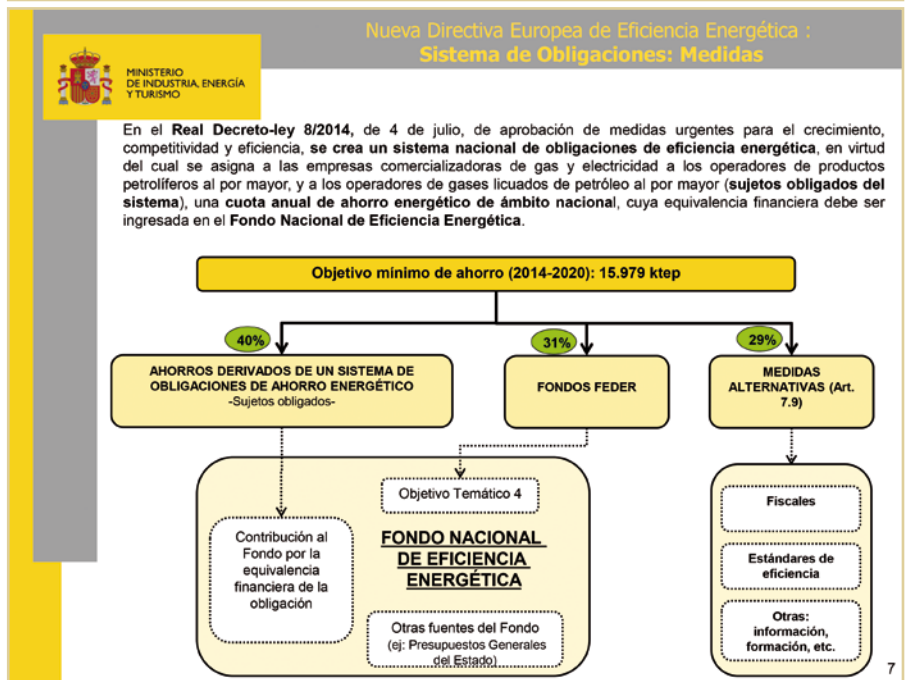 Nueva Directiva Europea de Eficiencia Energética :
Sistema de Obligaciones: Medidas
MINISTERIO
DE INDUSTRIA, ENERGÍA
Y TURISMO
En el Real Decreto-ley 8/2014, de 4 de julio, de aprobación de medidas urgentes para el crecimiento,
competitividad y eficiencia, se crea un sistema nacional de obligaciones de eficiencia energética, en virtud
del cual se asigna a las empresas comercializadoras de gas y electricidad a los operadores de productos
petrolíferos al por mayor, y a los operadores de gases licuados de petróleo al por mayor (sujetos obligados del
sistema), una cuota anual de ahorro energético de ámbito nacional, cuya equivalencia financiera debe ser
ingresada en el Fondo Nacional de Eficiencia Energética.
Objetivo mínimo de ahorro (2014-2020): 15.979 ktep
40%
31%
29%
AHORROS DERIVADOS DE UN SISTEMA DE
OBLIGACIONES DE AHORRO ENERGÉTICO
-Sujetos obligados-
FONDOS FEDER
MEDIDAS
ALTERNATIVAS (Art.
7.9)
Contribución al
Fondo por la
equivalencia
financiera de la
obligación
Objetivo Temático 4
FONDO NACIONAL
DE EFICIENCIA
ENERGÉTICA
Otras fuentes del Fondo
(ej: Presupuestos Generales
del Estado)
Fiscales
Estándares de
eficiencia
Otras:
información,
formación, etc.
7